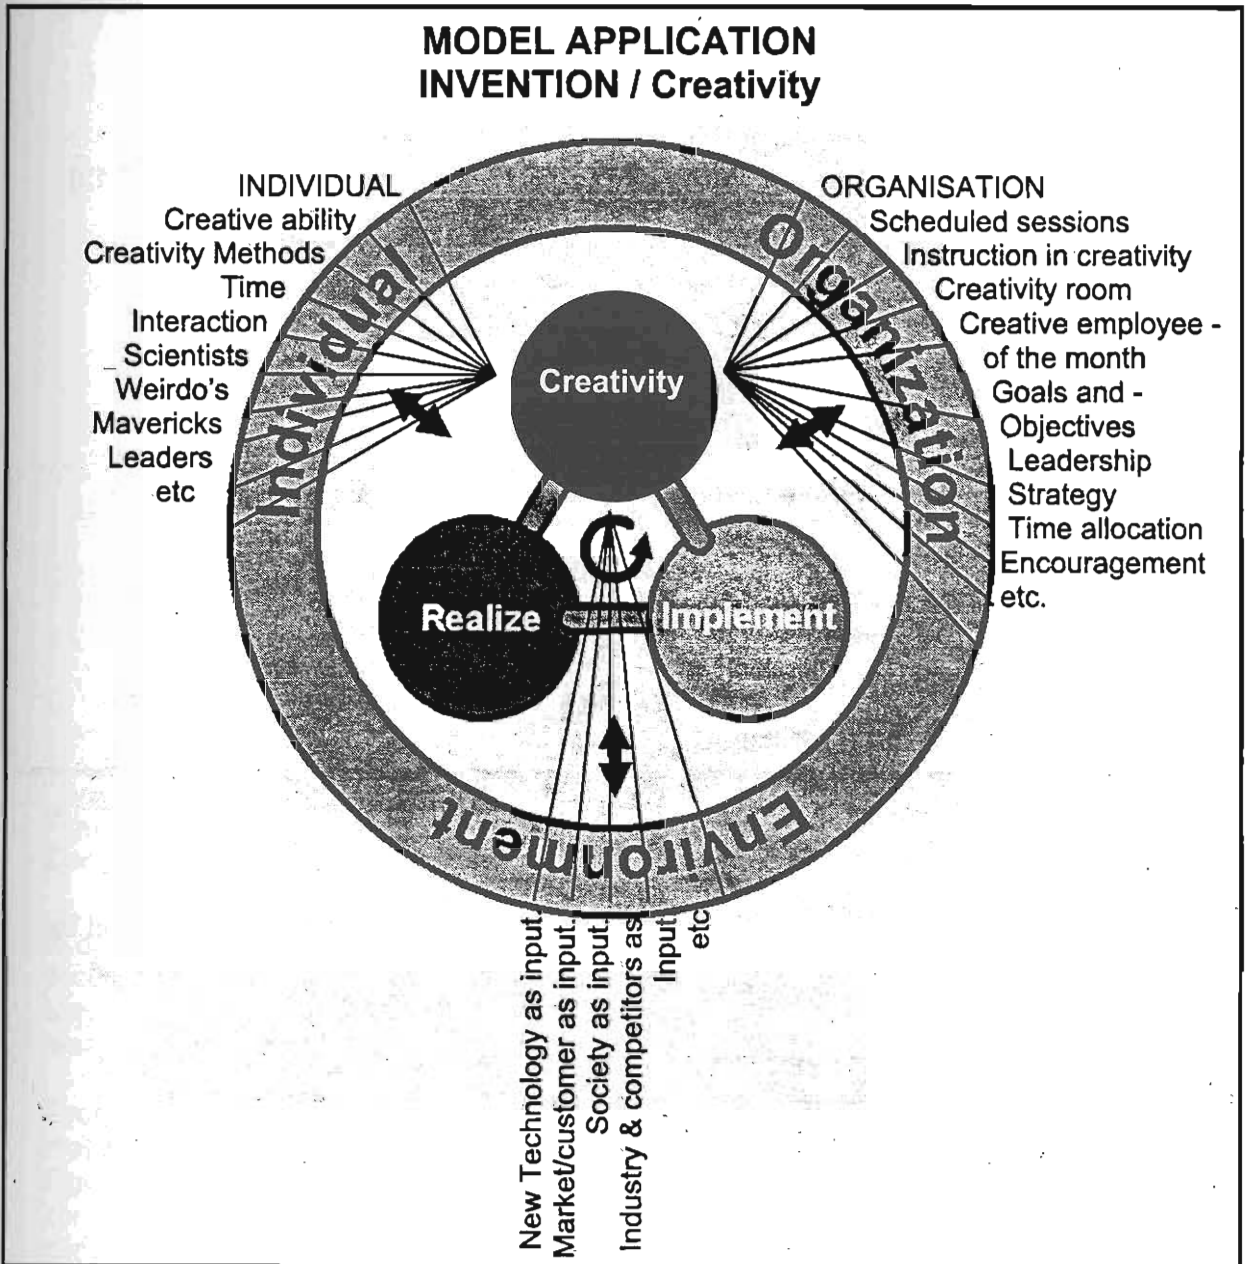 MODEL APPLICATION
INVENTION / Creativity
INDIVIDUAL
Creative ability
Creativity Methods
Time
Interaction
Scientists
Weirdo's
Mavericks
Leaders
etc
ORGANISATION
Scheduled sessions
Instruction in creativity
Creativity room
Creative employee -
of the month
Goals and -
Objectives
Leadership
Strategy
Time allocation
Encouragement
etc.
Individual
Organization
Environment
Creativity
Realize
Implement
New Technology as input.
Market/customer as input.
Society as input.
Industry & competitors as
Input
etc